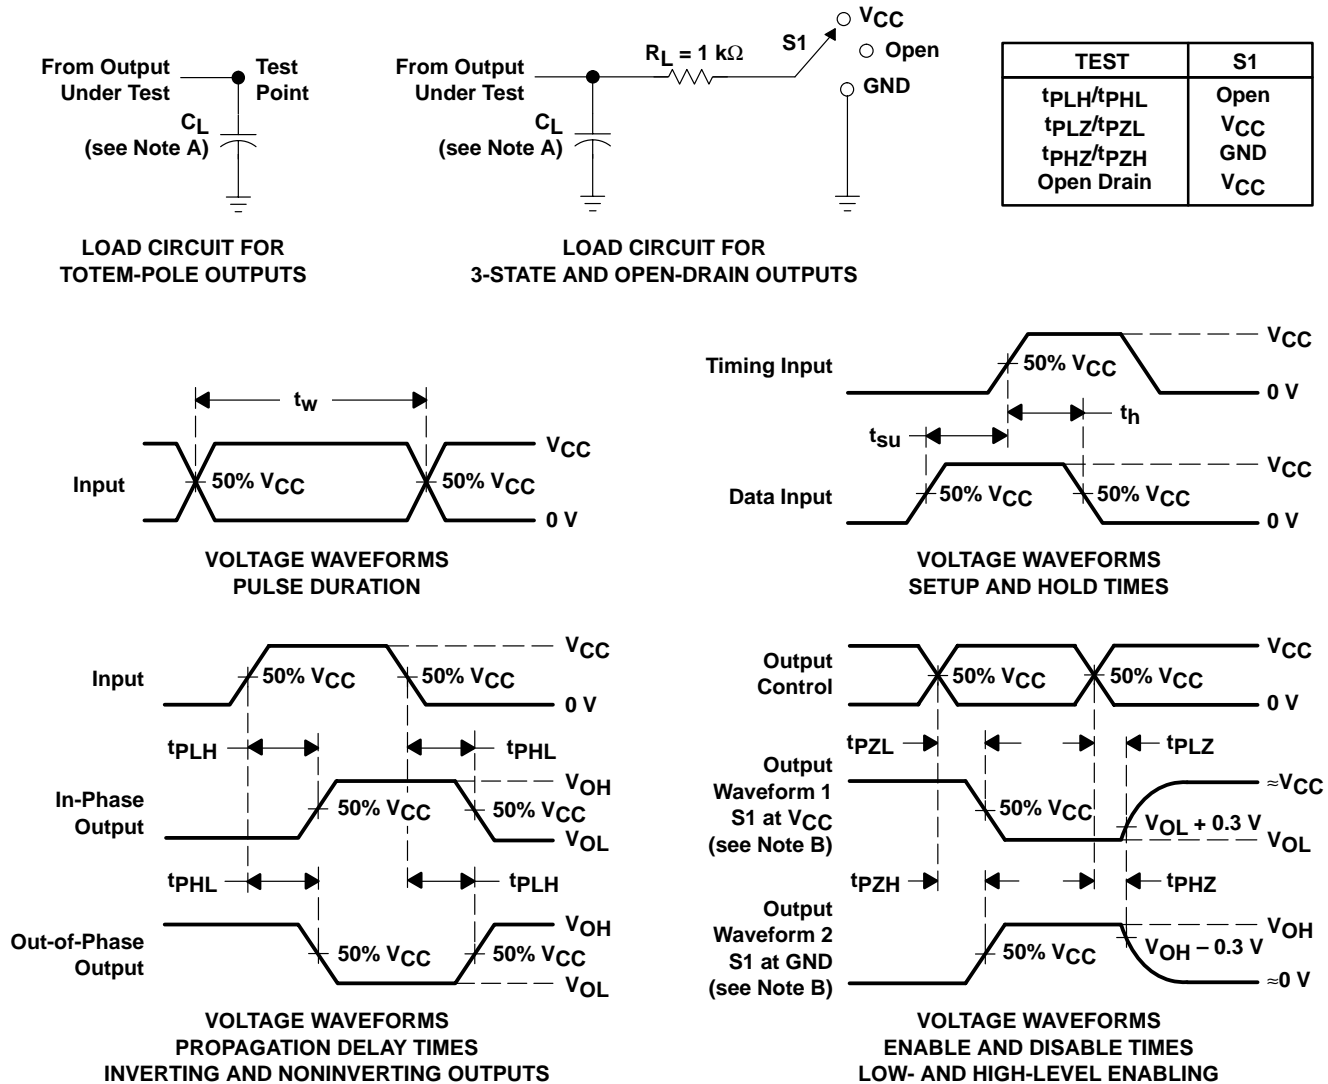 From Output
Under Test
Test
Point
CL
(see Note A)
LOAD CIRCUIT FOR
TOTEM-POLE OUTPUTS
From Output
Under Test
RL = 1 kΩ
S1
VCC
Open
GND
CL
(see Note A)
LOAD CIRCUIT FOR
3-STATE AND OPEN-DRAIN OUTPUTS
TEST S1
tPLH/tPHL Open
tPLZ/tPZL VCC
tPHZ/tPZH GND
Open Drain VCC
tw
Input
50% VCC
50% VCC
VCC
0 V
VOLTAGE WAVEFORMS
PULSE DURATION
Timing Input
50% VCC
VCC
0 V
tsu
th
Data Input
50% VCC
50% VCC
VCC
0 V
VOLTAGE WAVEFORMS
SETUP AND HOLD TIMES
Input
50% VCC
50% VCC
VCC
0 V
tPLH
tPHL
In-Phase
Output
50% VCC
50% VCC
VOH
VOL
tPHL
tPLH
Out-of-Phase
Output
50% VCC
50% VCC
VOH
VOL
VOLTAGE WAVEFORMS
PROPAGATION DELAY TIMES
INVERTING AND NONINVERTING OUTPUTS
Output
Control
50% VCC
50% VCC
VCC
0 V
tPZL
tPLZ
Output
Waveform 1
S1 at VCC
(see Note B)
50% VCC
≈VCC
VOL + 0.3 V
VOL
tPZH
tPHZ
Output
Waveform 2
S1 at GND
(see Note B)
50% VCC
VOH
VOH − 0.3 V
≈0 V
VOLTAGE WAVEFORMS
ENABLE AND DISABLE TIMES
LOW- AND HIGH-LEVEL ENABLING